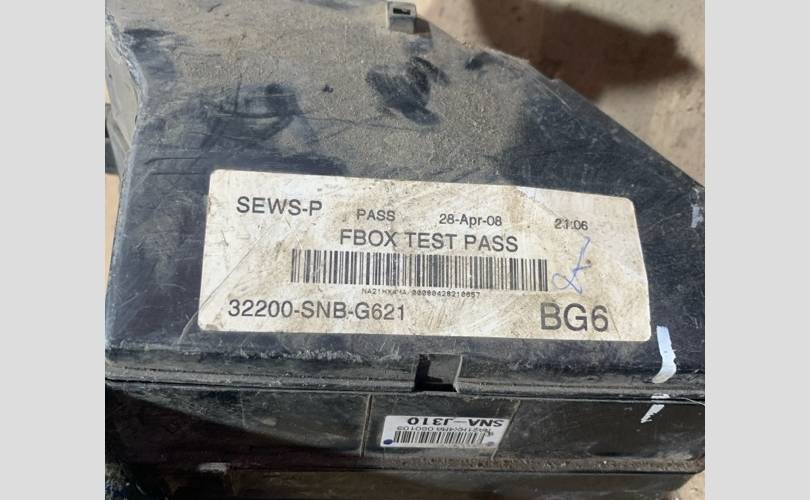 SEWS-P PASS 28-Apr-08 21:06
FBOX TEST PASS
32200-SNB-G621 BG6
SNA-J310